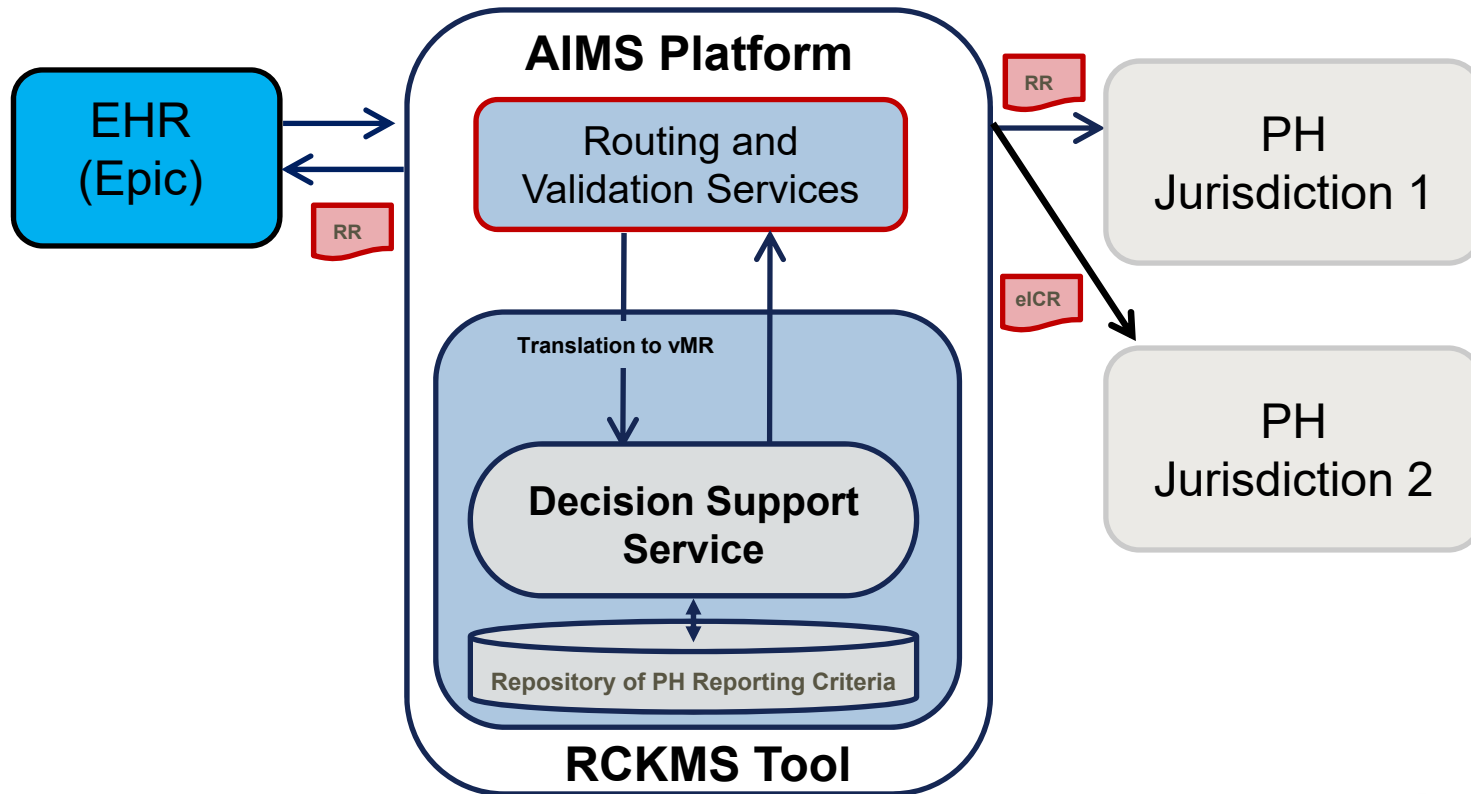 AIMS Platform
EHR
(Epic)
RR
Routing and
Validation Services
Translation to vMR
Decision Support
Service
Repository of PH Reporting Criteria
RCKMS Tool
RR
PH
Jurisdiction 1
eICR
PH
Jurisdiction 2